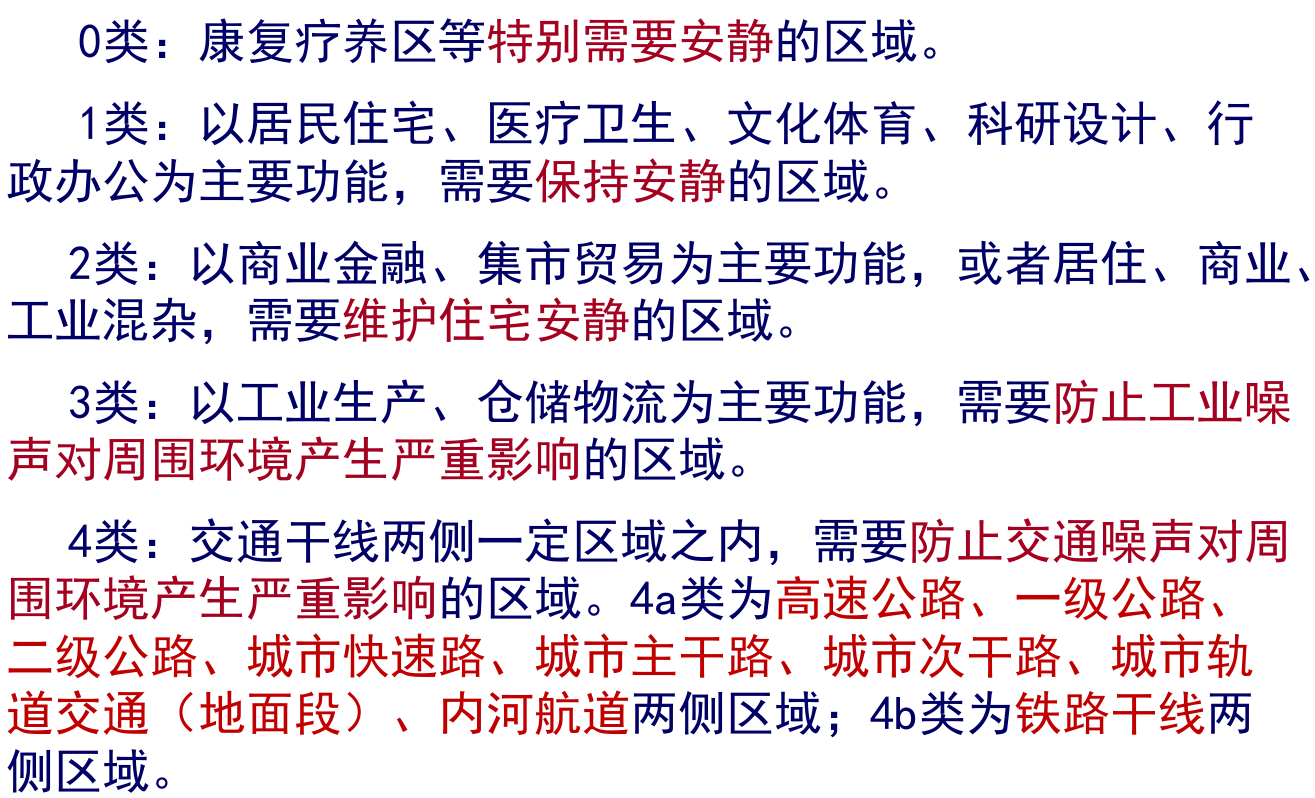 0类：康复疗养区等特别需要安静的区域。
1类：以居民住宅、医疗卫生、文化体育、科研设计、行
政办公为主要功能，需要保持安静的区域。
2类：以商业金融、集市贸易为主要功能，或者居住、商业、
工业混杂，需要维护住宅安静的区域。
3类：以工业生产、仓储物流为主要功能，需要防止工业噪
声对周围环境产生严重影响的区域。
4类：交通干线两侧一定区域之内，需要防止交通噪声对周
围环境产生严重影响的区域。4a类为高速公路、一级公路、
二级公路、城市快速路、城市主干路、城市次干路、城市轨
道交通（地面段）、内河航道两侧区域；4b类为铁路干线两
侧区域。